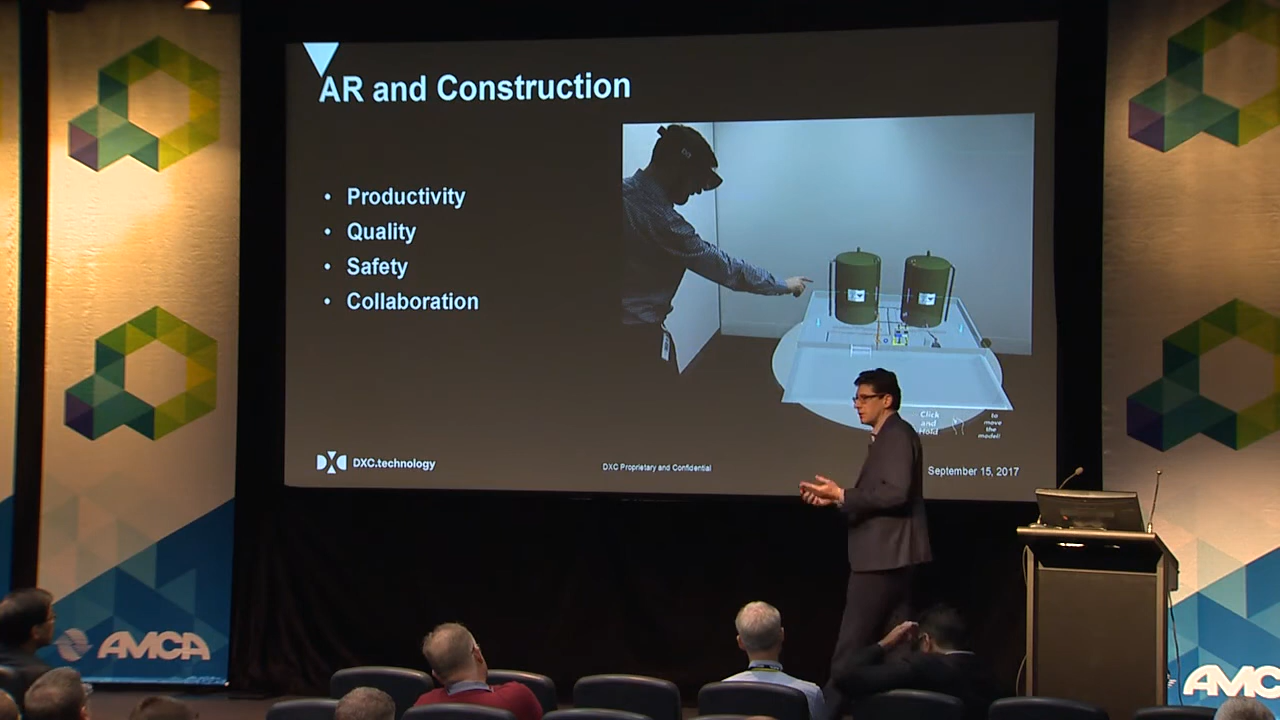 AR and Construction
• Productivity
• Quality
• Safety
• Collaboration
Click
and
Hold
to
move
the
model!
DXC.technology
DXC Proprietary and Confidential
September 15, 2017
AMCA
AMC